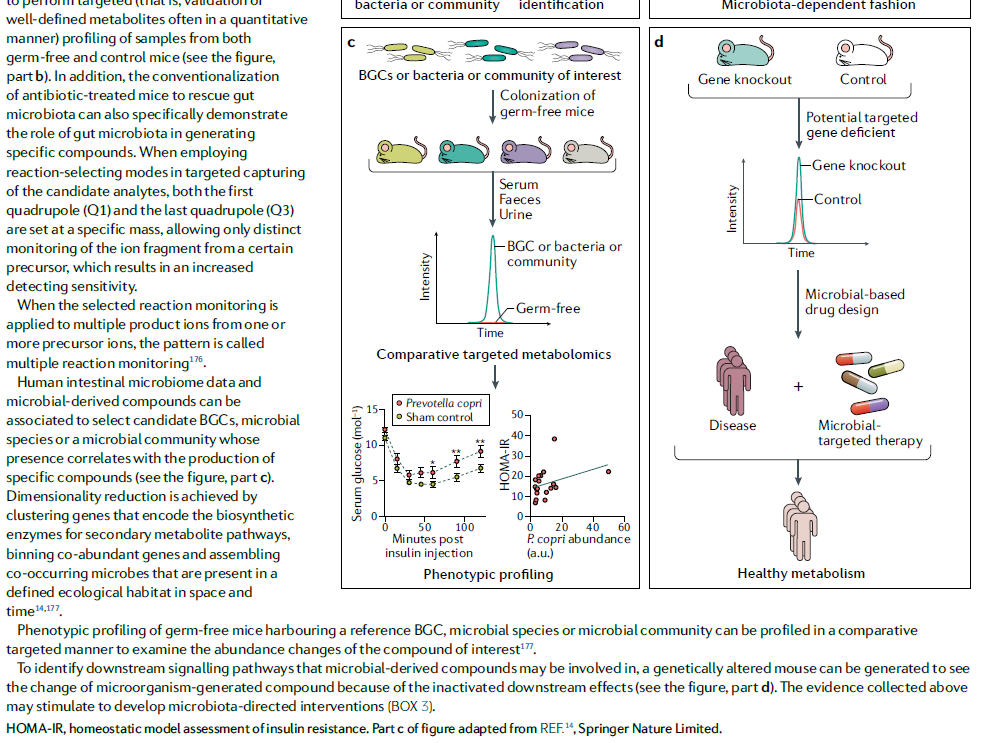 to perform targeted (that is, validation of
well-defined metabolites often in a quantitative
manner) profiling of samples from both
germ-free and control mice (see the figure,
part b). In addition, the conventionalization
of antibiotic-treated mice to rescue gut
microbiota can also specifically demonstrate
the role of gut microbiota in generating
specific compounds. When employing
reaction-selecting modes in targeted capturing
of the candidate analytes, both the first
quadrupole (Q1) and the last quadrupole (Q3)
are set at a specific mass, allowing only distinct
monitoring of the ion fragment from a certain
precursor, which results in an increased
detecting sensitivity.
When the selected reaction monitoring is
applied to multiple product ions from one or
more precursor ions, the pattern is called
multiple reaction monitoring176.
Human intestinal microbiome data and
microbial-derived compounds can be
associated to select candidate BGCs, microbial
species or a microbial community whose
presence correlates with the production of
specific compounds (see the figure, part c).
Dimensionality reduction is achieved by
clustering genes that encode the biosynthetic
enzymes for secondary metabolite pathways,
binning co-abundant genes and assembling
co-occurring microbes that are present in a
defined ecological habitat in space and
time14,177.
bacteria or community
identification
Microbiota-dependent fashion
c
BGCs or bacteria or community of interest
Colonization of
germ-free mice
Serum
Faeces
Urine
Intensity
BGC or bacteria or
community
Germ-free
Time
Comparative targeted metabolomics
Prevotella copri
Sham control
Serum glucose (mol⁻¹)
15
10
5
0
*
**
**
0
50
100
Minutes post
insulin injection
HOMA-IR
50
40
30
20
10
0
0
20
40
60
P. copri abundance
(a.u.)
Phenotypic profiling
d
Gene knockout
Control
Potential targeted
gene deficient
Intensity
Gene knockout
Control
Time
Microbial-based
drug design
Disease
+
Microbial-
targeted therapy
Healthy metabolism
Phenotypic profiling of germ-free mice harbouring a reference BGC, microbial species or microbial community can be profiled in a comparative
targeted manner to examine the abundance changes of the compound of interest177.
To identify downstream signalling pathways that microbial-derived compounds may be involved in, a genetically altered mouse can be generated to see
the change of microorganism-generated compound because of the inactivated downstream effects (see the figure, part d). The evidence collected above
may stimulate to develop microbiota-directed interventions (BOX 3).
HOMA-IR, homeostatic model assessment of insulin resistance. Part c of figure adapted from REF.14, Springer Nature Limited.